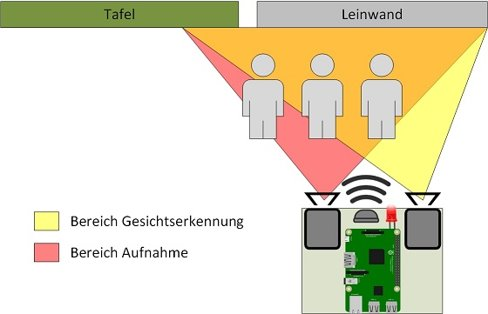 Tafel
Leinwand
Bereich Gesichtserkennung
Bereich Aufnahme